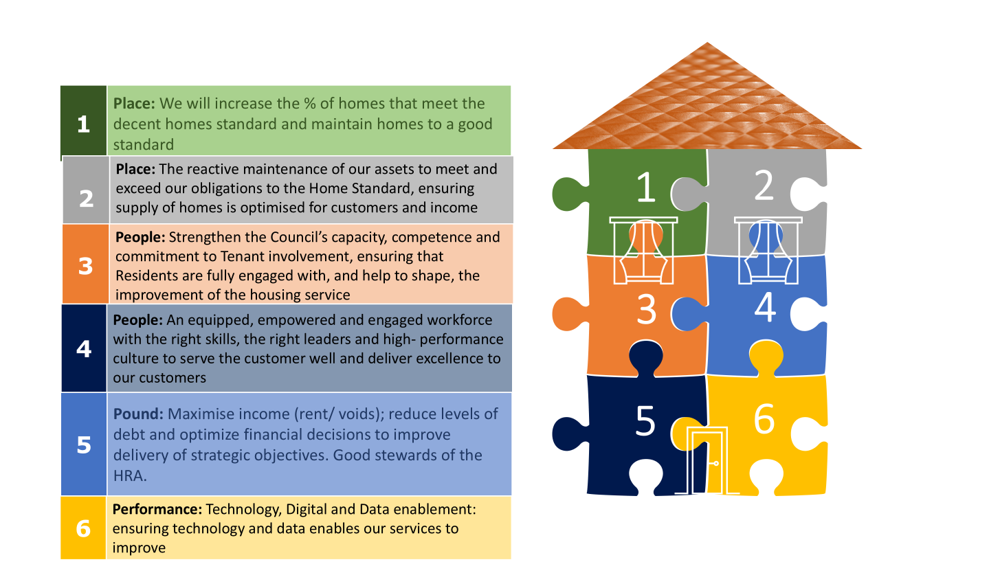 1
Place: We will increase the % of homes that meet the
decent homes standard and maintain homes to a good
standard
2
Place: The reactive maintenance of our assets to meet and
exceed our obligations to the Home Standard, ensuring
supply of homes is optimised for customers and income
3
People: Strengthen the Council’s capacity, competence and
commitment to Tenant involvement, ensuring that
Residents are fully engaged with, and help to shape, the
improvement of the housing service
4
People: An equipped, empowered and engaged workforce
with the right skills, the right leaders and high- performance
culture to serve the customer well and deliver excellence to
our customers
5
Pound: Maximise income (rent/ voids); reduce levels of
debt and optimize financial decisions to improve
delivery of strategic objectives. Good stewards of the
HRA.
6
Performance: Technology, Digital and Data enablement:
ensuring technology and data enables our services to
improve
1 2
3 4
5 6